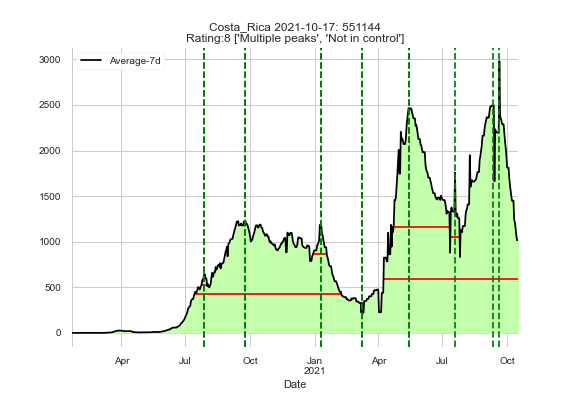 Costa_Rica 2021-10-17: 551144
Rating:8 ['Multiple peaks', 'Not in control']
Average-7d
3000
2500
2000
1500
1000
500
0
Apr Jul Oct Jan Apr Jul Oct
2021
Date